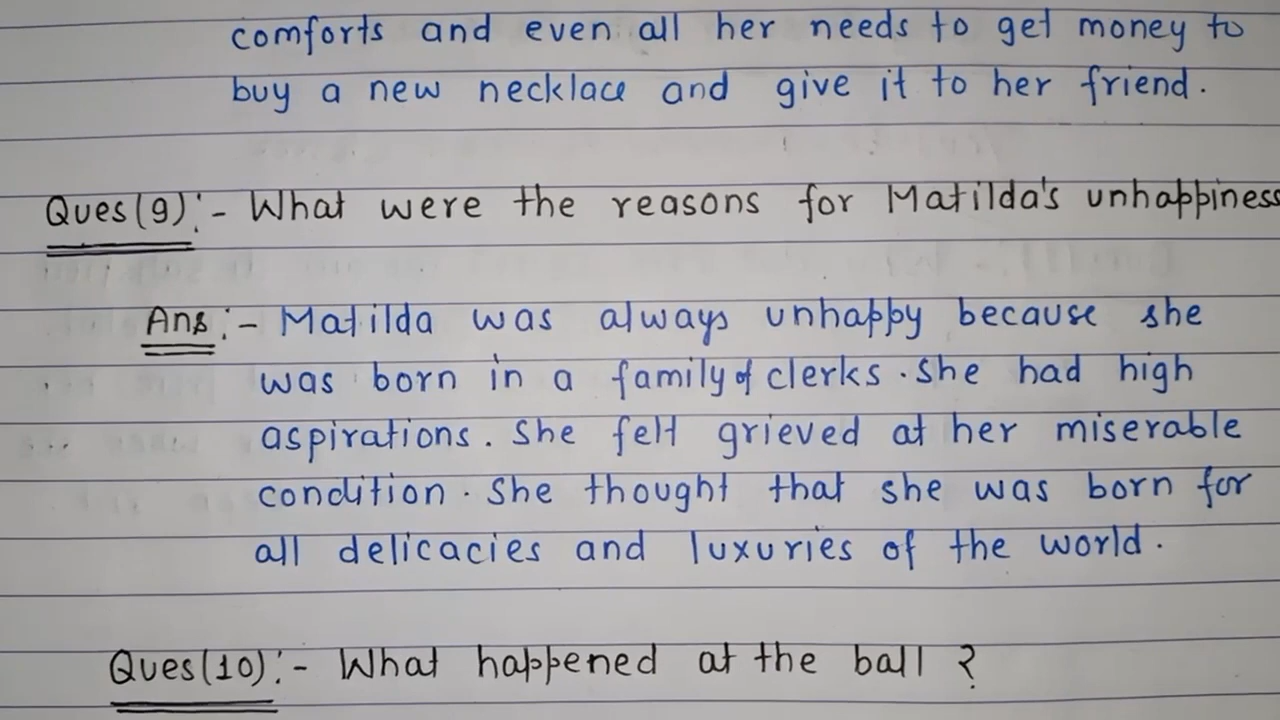 comforts and even all her needs to get money to
buy a new necklace and give it to her friend.
Ques(9):- What were the reasons for Matilda's unhappiness
Ans:- Matilda was always unhappy because she
was born in a family of clerks. She had high
aspirations. She felt grieved at her miserable
condition. She thought that she was born for
all delicacies and luxuries of the world.
Ques(10):- What happened at the ball ?